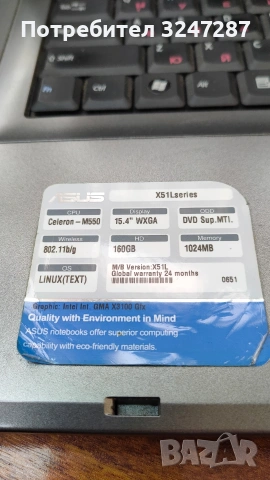 Потребител 3247287
ASUS
X51Lseries
CPU
Display
ODD
Celeron-M550
15.4" WXGA
DVD Sup.MTI.
Wireless
HD
Memory
802.11b/g
160GB
1024MB
OS
M/B Version:X51L
Global warranty 24 months
LINUX(TEXT)
0651
Graphic: Intel Int. GMA X3100 Gfx
Quality with Environment in Mind
ASUS notebooks offer superior computing
capability with eco-friendly materials.
BAZAR